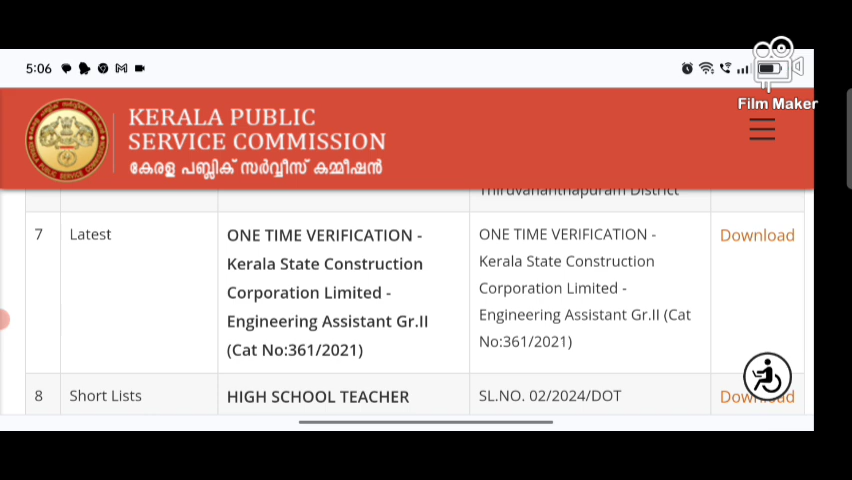 5:06
Film Maker
KERALA PUBLIC
SERVICE COMMISSION
കേരള പബ്ലിക് സർവ്വീസ് കമ്മീഷൻ
Thiruvananthapuram District
7
Latest
ONE TIME VERIFICATION -
Kerala State Construction
Corporation Limited -
Engineering Assistant Gr.II
(Cat No:361/2021)
ONE TIME VERIFICATION -
Kerala State Construction
Corporation Limited -
Engineering Assistant Gr.II (Cat
No:361/2021)
Download
8
Short Lists
HIGH SCHOOL TEACHER
SL.NO. 02/2024/DOT
Download